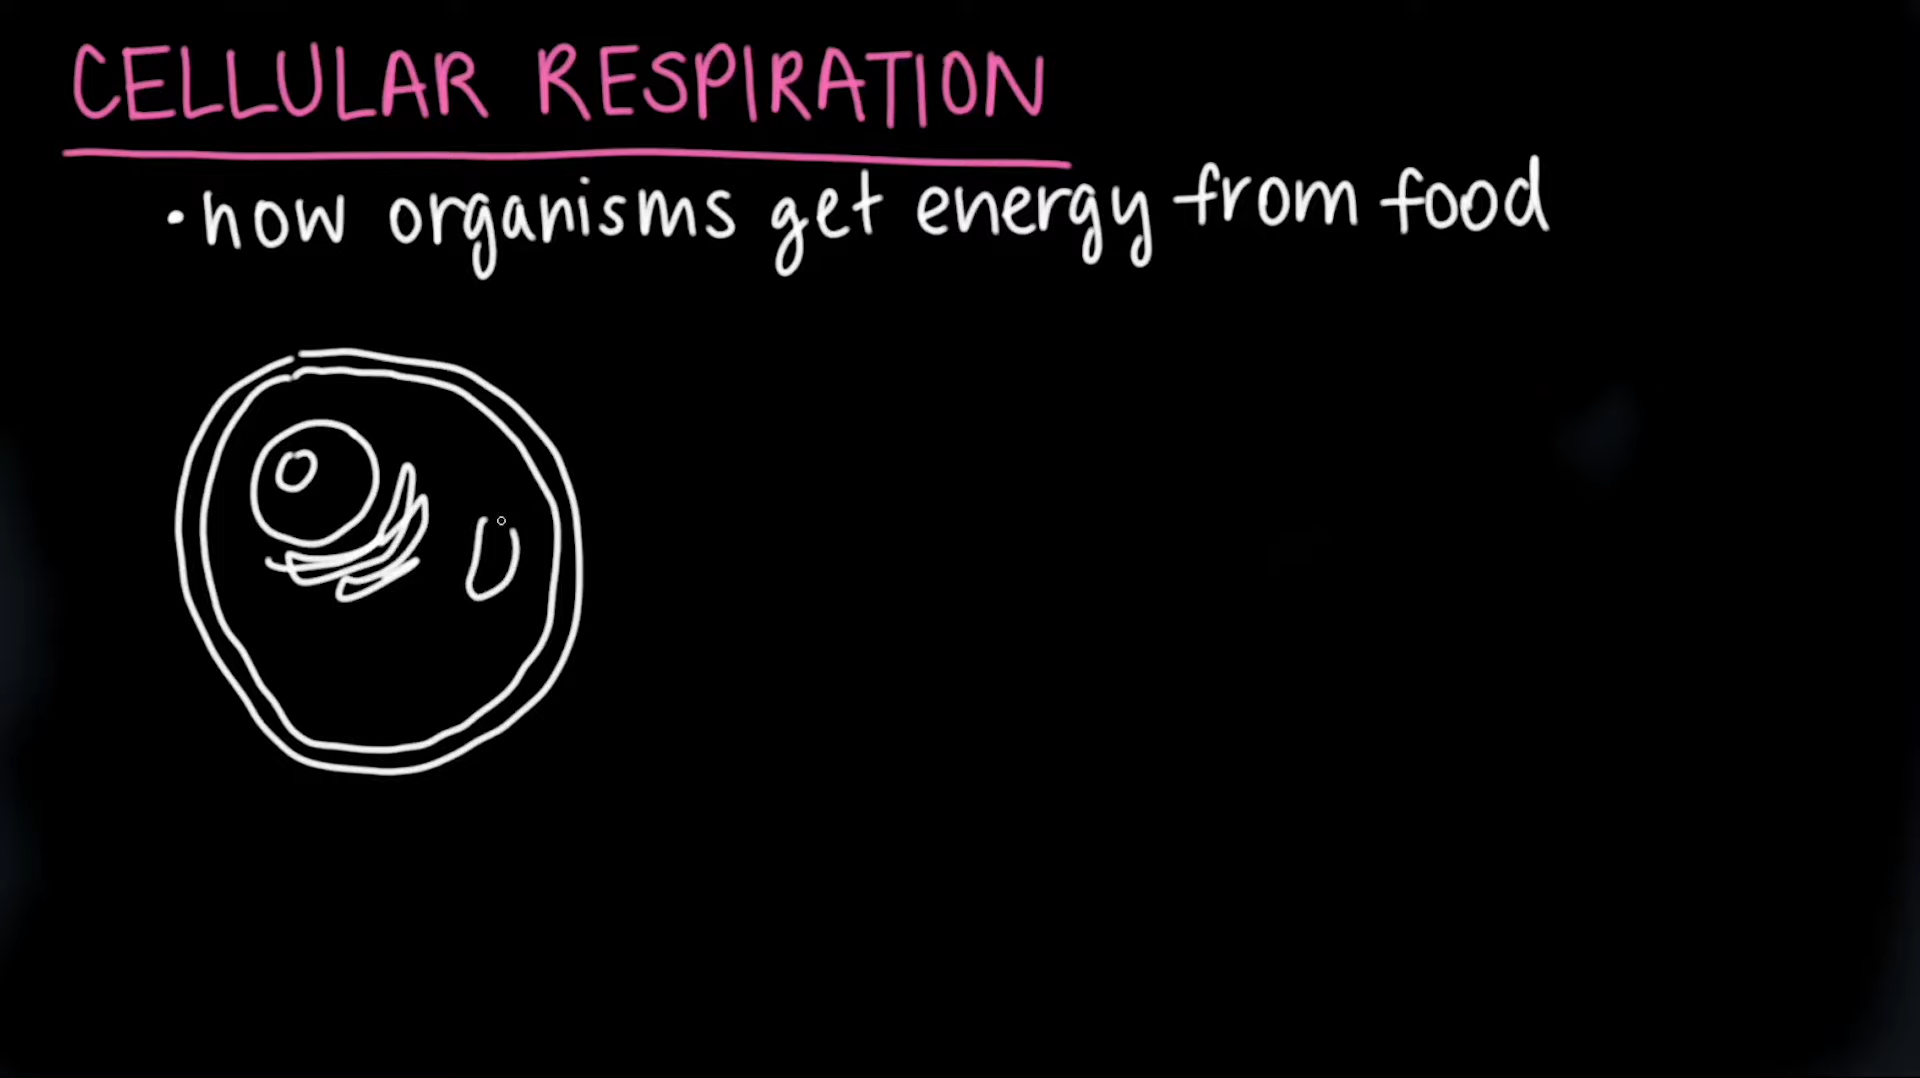 CELLULAR RESPIRATION
• how organisms get energy from food